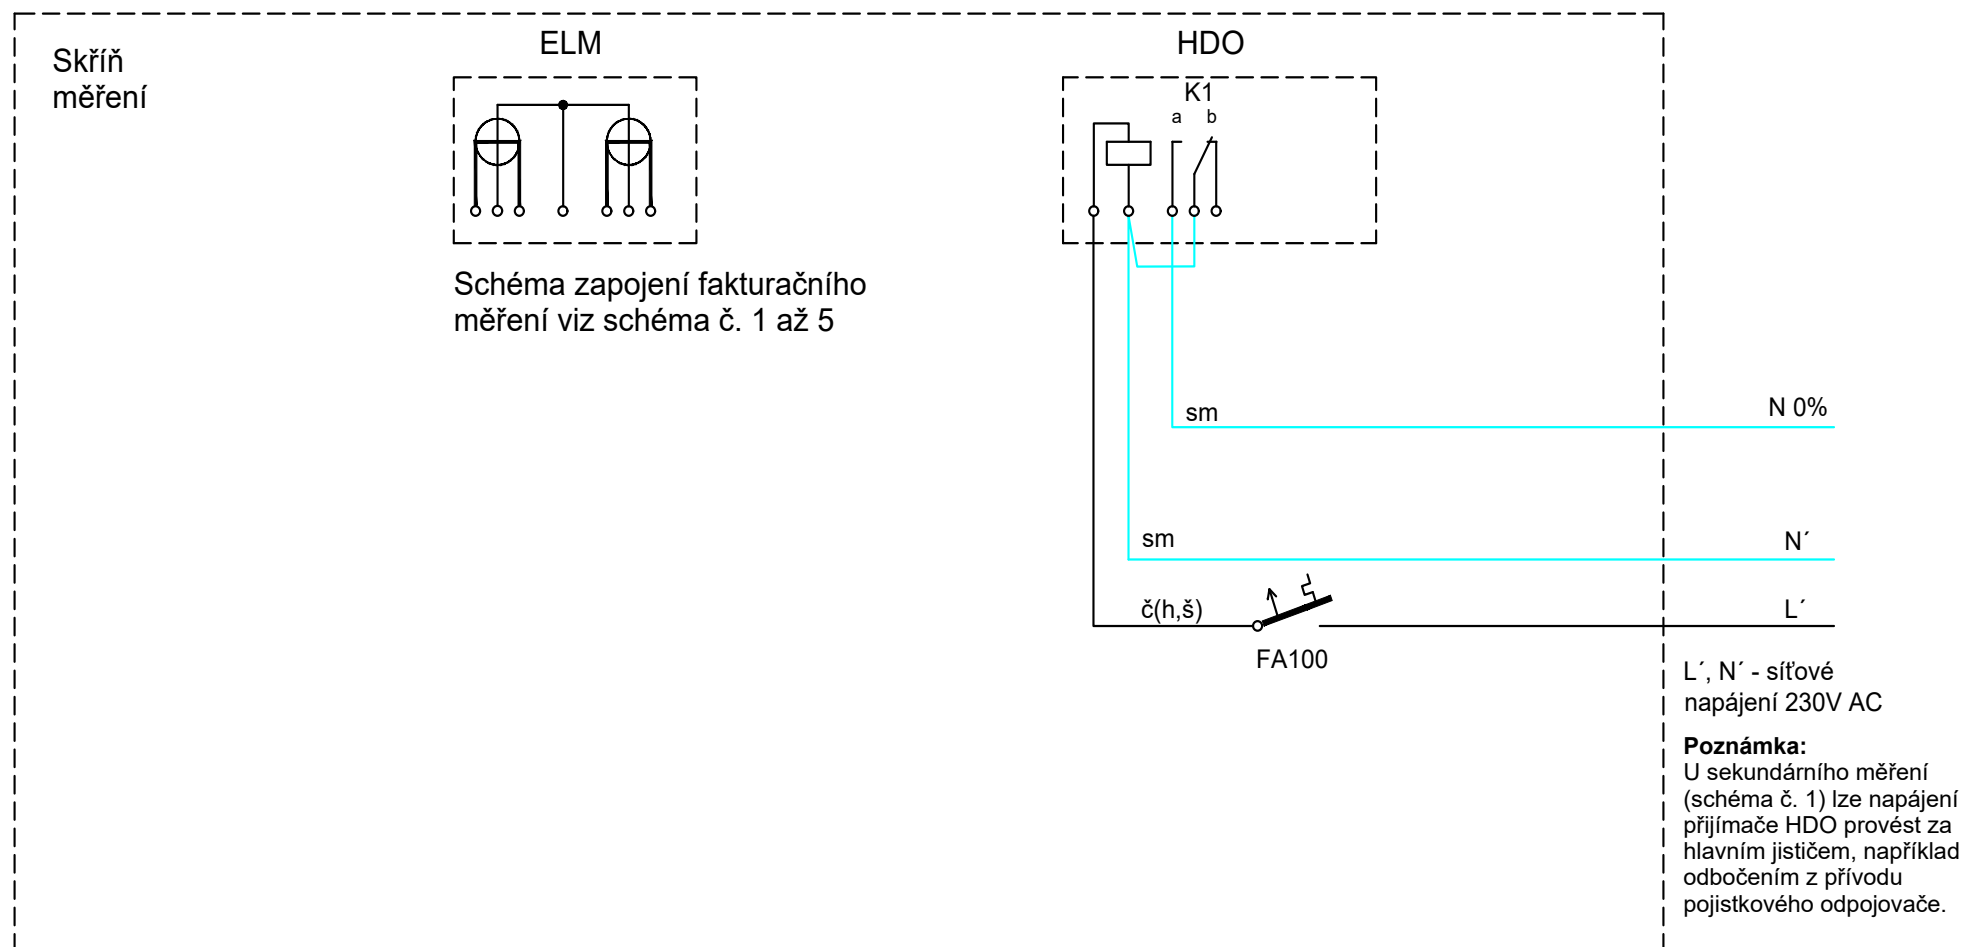 Skříň
měření
ELM
HDO
K1
a b
Schéma zapojení fakturačního
měření viz schéma č. 1 až 5
sm
N 0%
sm
N´
č(h,š)
L´
FA100
L´, N´ - síťové
napájení 230V AC
Poznámka:
U sekundárního měření
(schéma č. 1) lze napájení
přijímače HDO provést za
hlavním jističem, například
odbočením z přívodu
pojistkového odpojovače.